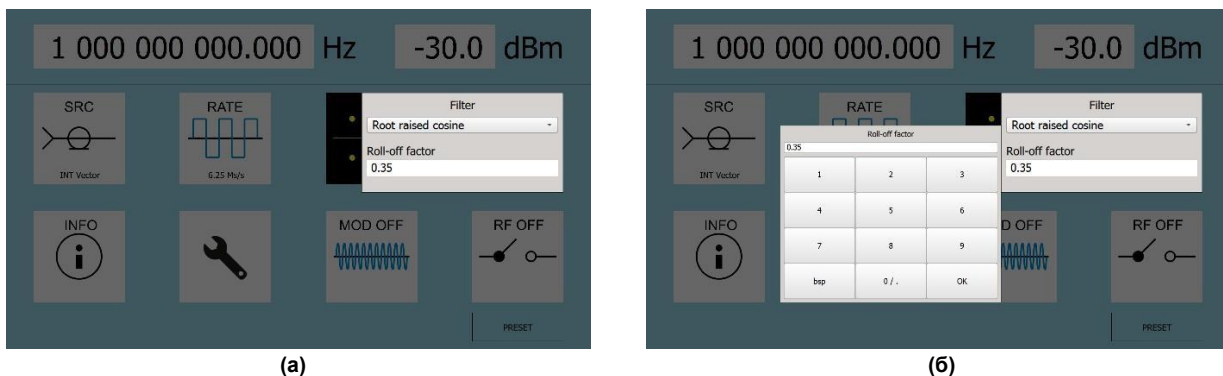 1 000 000 000.000 Hz -30.0 dBm
SRC
INT Vector
RATE
6.25 Ms/s
Filter
Root raised cosine
Roll-off factor
0.35
INFO
MOD OFF
RF OFF
PRESET
(а)
1 000 000 000.000 Hz -30.0 dBm
SRC
INT Vector
RATE
Roll-off factor
0.35
1 2 3
4 5 6
7 8 9
bsp 0 / . OK
Filter
Root raised cosine
Roll-off factor
0.35
INFO
D OFF
RF OFF
PRESET
(б)